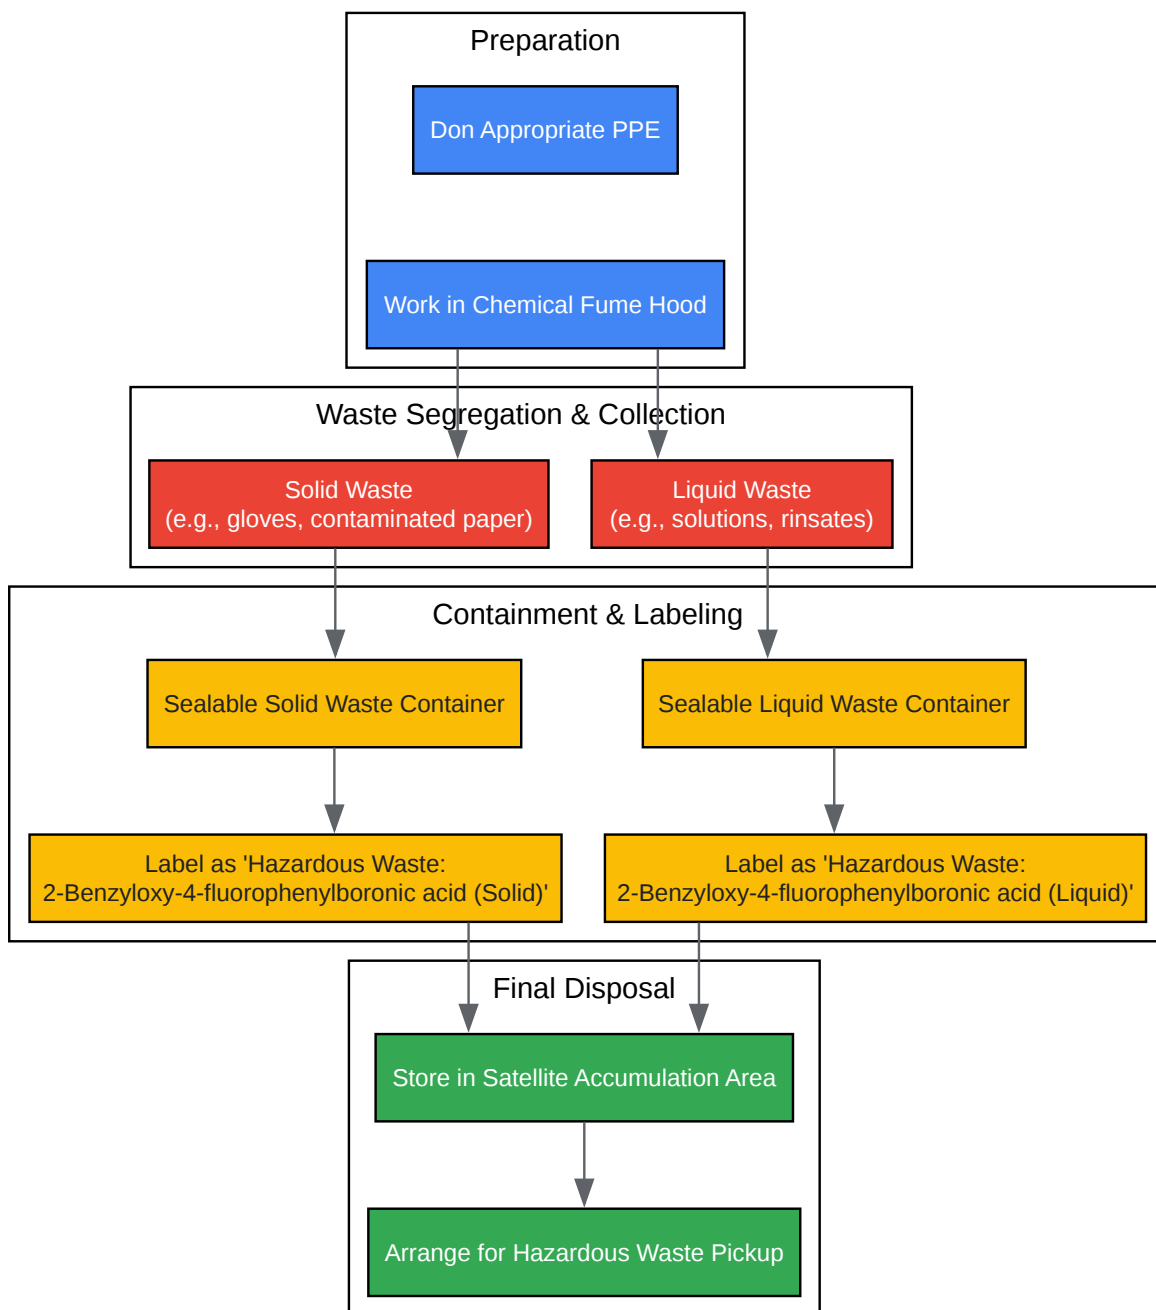 Preparation
Don Appropriate PPE
Work in Chemical Fume Hood
Waste Segregation & Collection
Solid Waste
(e.g., gloves, contaminated paper)
Liquid Waste
(e.g., solutions, rinsates)
Containment & Labeling
Sealable Solid Waste Container
Sealable Liquid Waste Container
Label as 'Hazardous Waste:
2-Benzyloxy-4-fluorophenylboronic acid (Solid)'
Label as 'Hazardous Waste:
2-Benzyloxy-4-fluorophenylboronic acid (Liquid)'
Final Disposal
Store in Satellite Accumulation Area
Arrange for Hazardous Waste Pickup